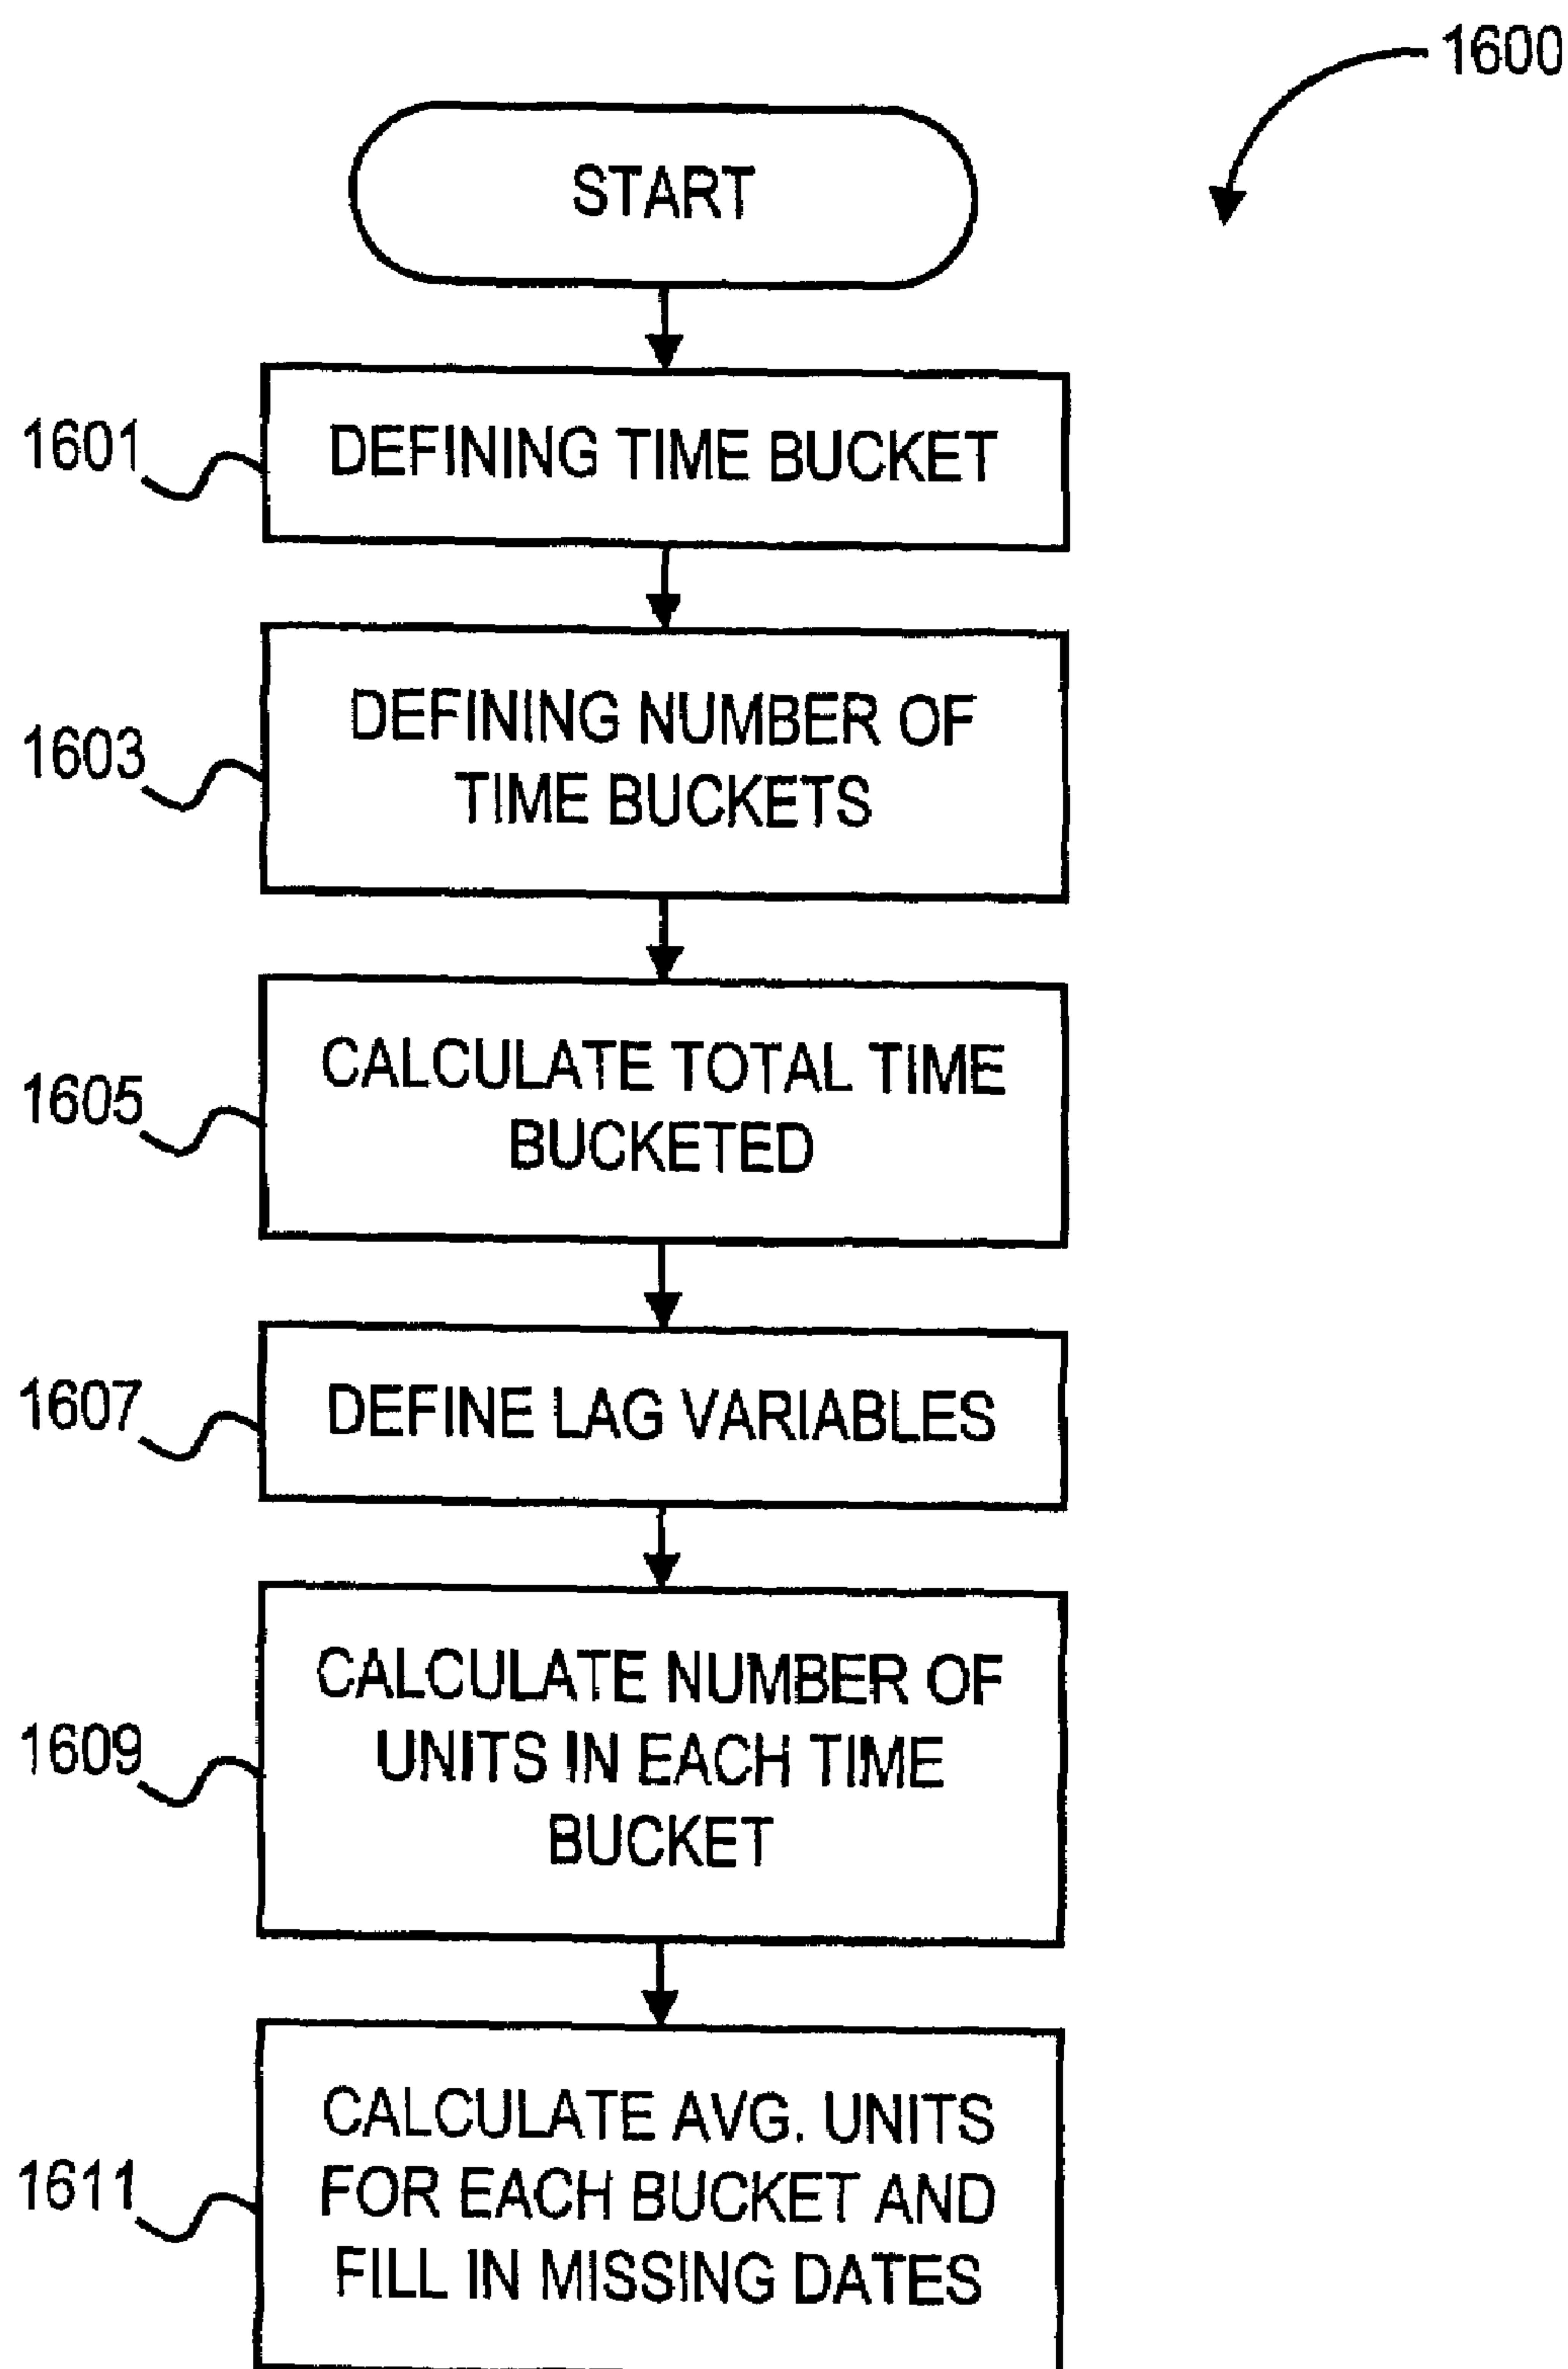 1600
START
1601
DEFINING TIME BUCKET
1603
DEFINING NUMBER OF
TIME BUCKETS
1605
CALCULATE TOTAL TIME
BUCKETED
1607
DEFINE LAG VARIABLES
1609
CALCULATE NUMBER OF
UNITS IN EACH TIME
BUCKET
1611
CALCULATE AVG. UNITS
FOR EACH BUCKET AND
FILL IN MISSING DATES